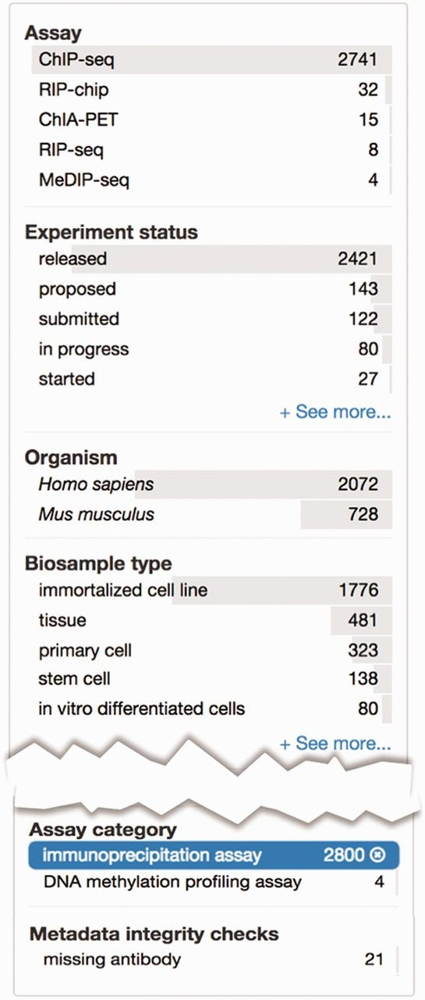 Assay
ChIP-seq 2741
RIP-chip 32
ChIA-PET 15
RIP-seq 8
MeDIP-seq 4
Experiment status
released 2421
proposed 143
submitted 122
in progress 80
started 27
+ See more...
Organism
Homo sapiens 2072
Mus musculus 728
Biosample type
immortalized cell line 1776
tissue 481
primary cell 323
stem cell 138
in vitro differentiated cells 80
+ See more...
Assay category
immunoprecipitation assay 2800
DNA methylation profiling assay 4
Metadata integrity checks
missing antibody 21